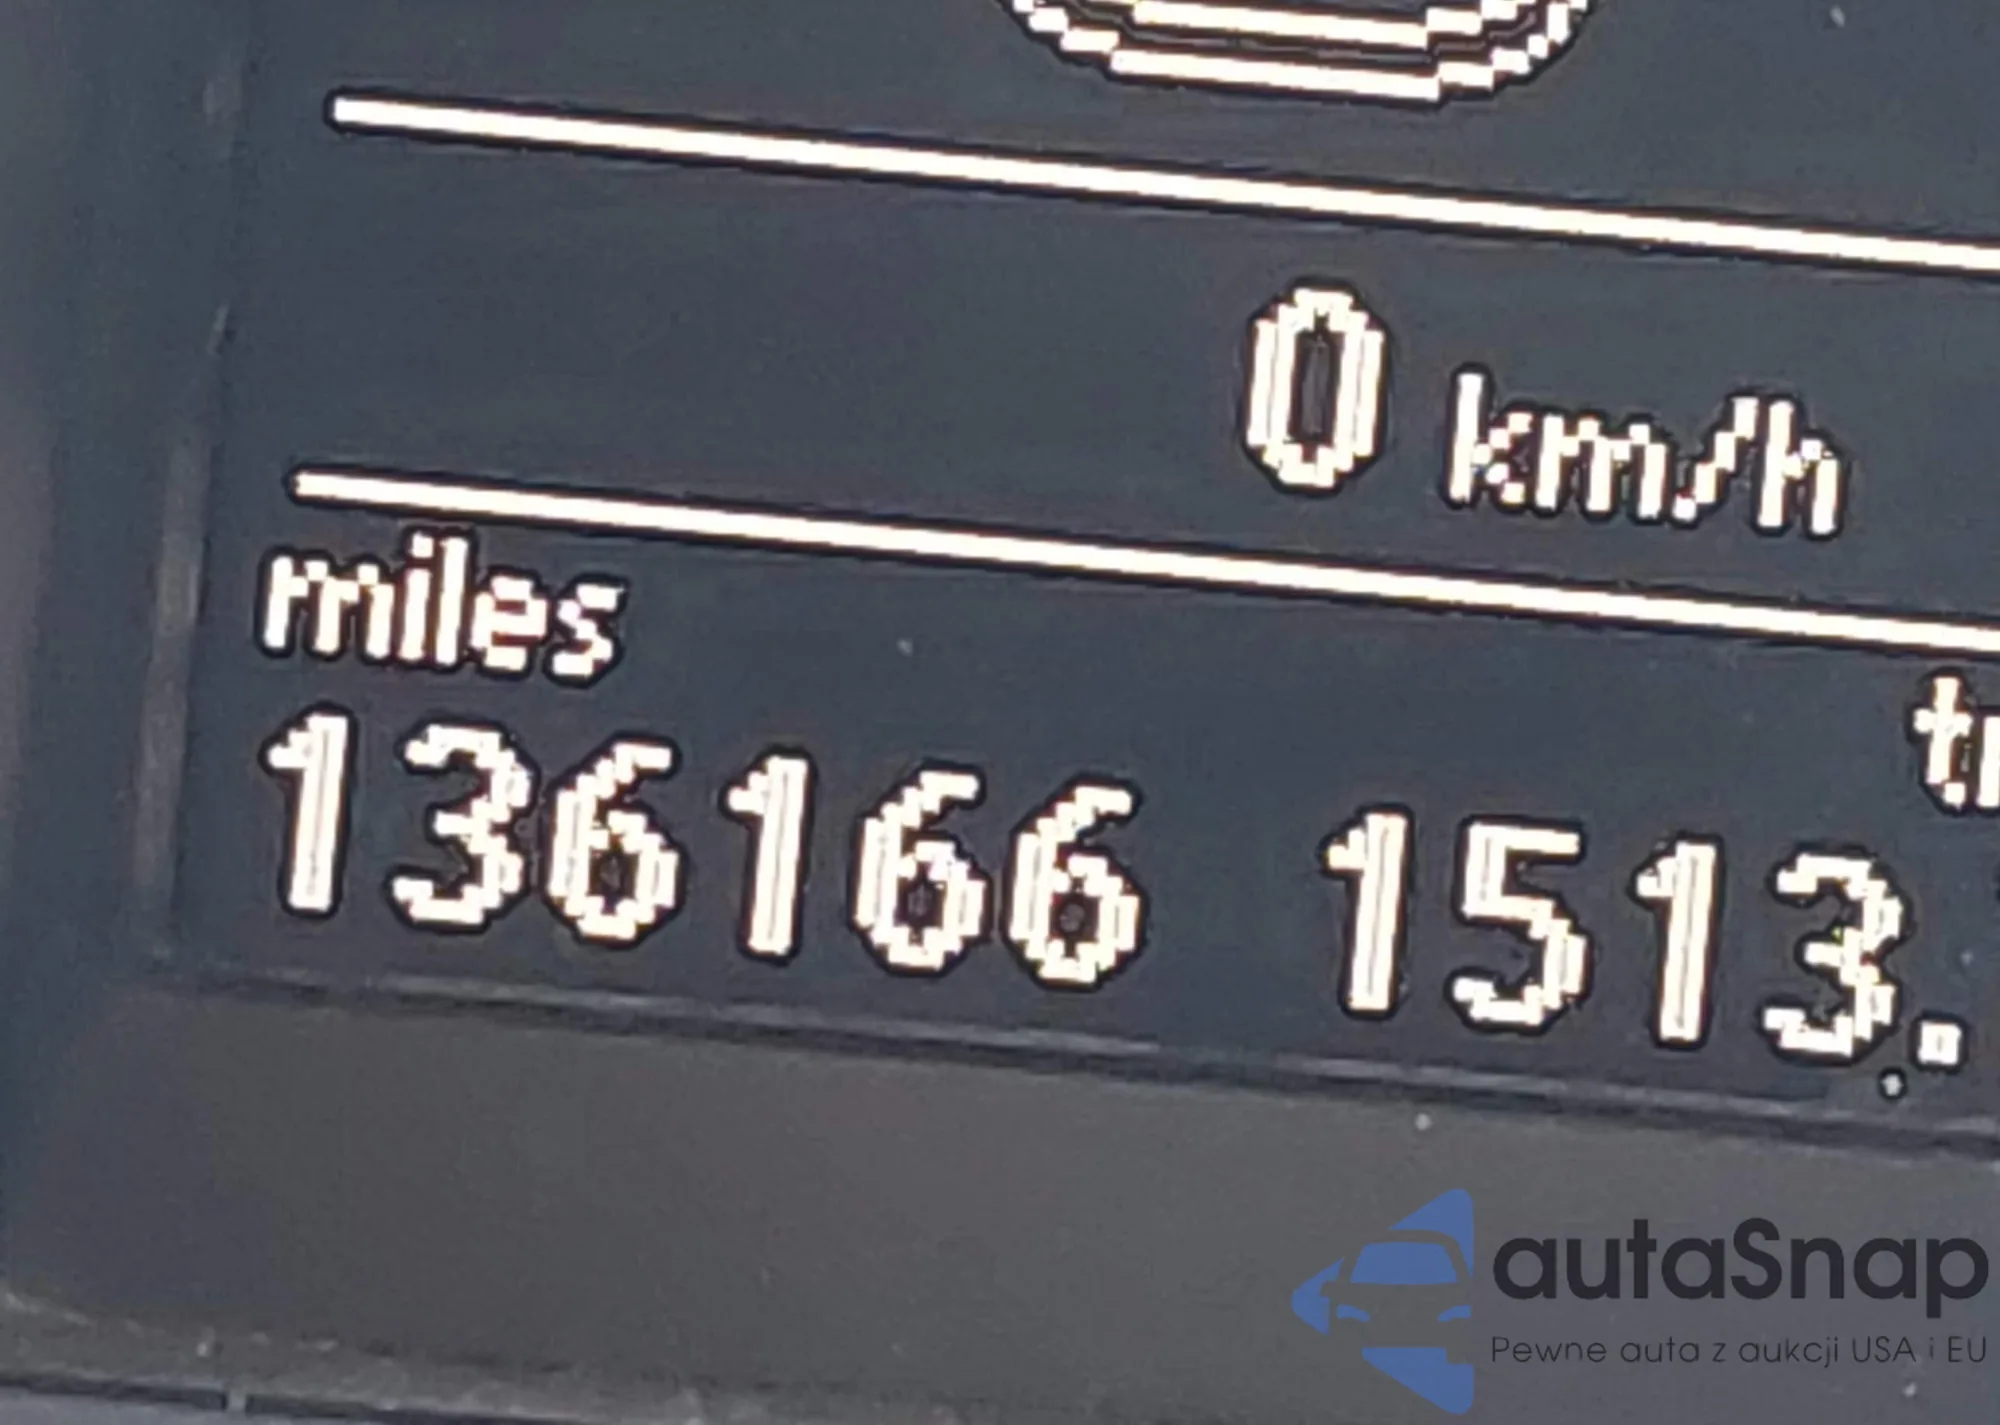 0 km/h
miles
136166 1513.
autaSnap
Pewne auta z aukcji USA i EU